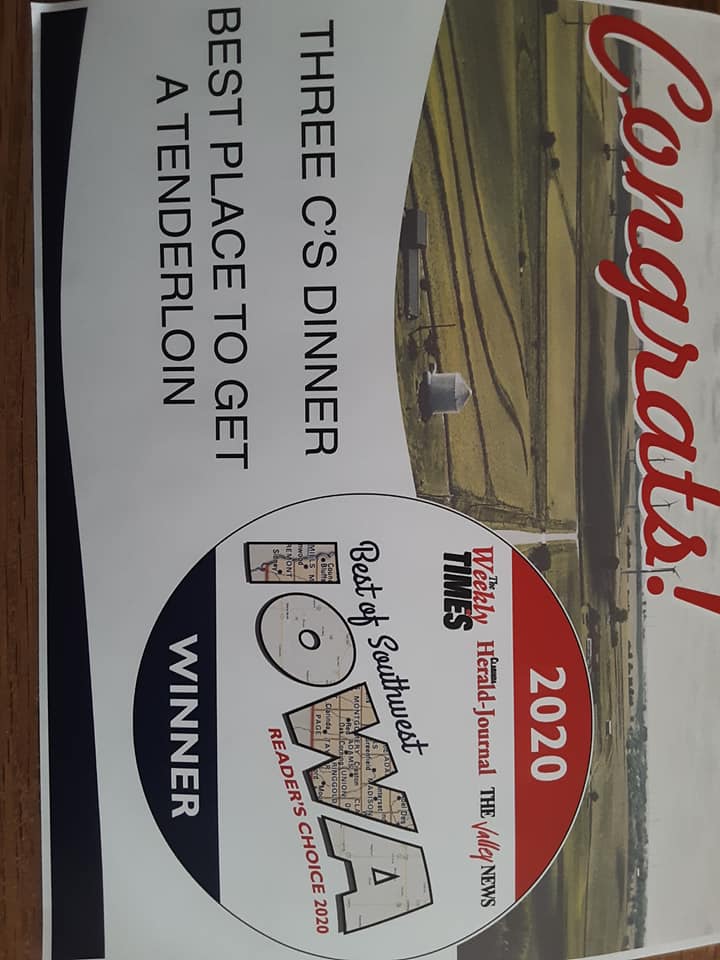 Congrats!
THREE C'S DINNER
BEST PLACE TO GET
A TENDERLOIN
2020
The
Weekly
TIMES
CLARINDA
Herald-Journal
THE Valley NEWS
Best of Southwest
IOWA
READER'S CHOICE 2020
WINNER